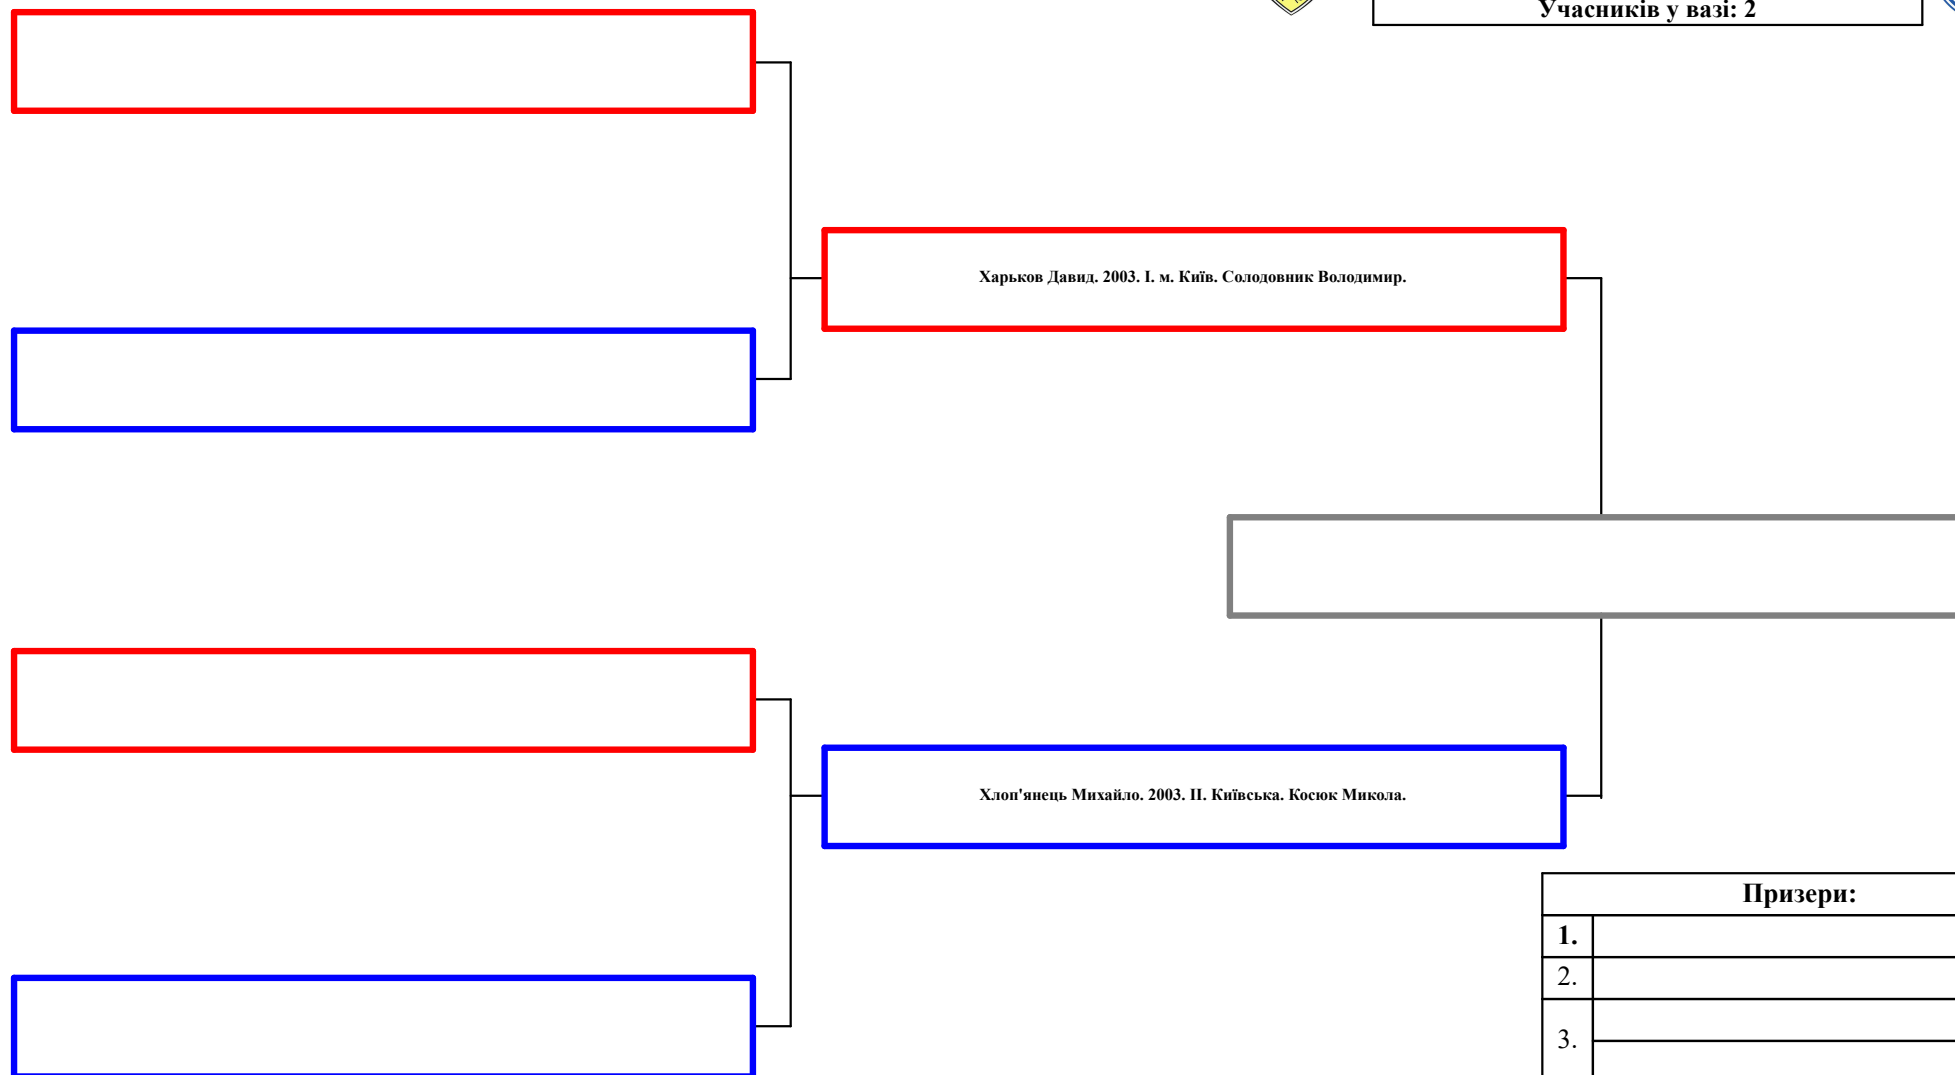 Учасників у вазі: 2
Харьков Давид. 2003. І. м. Київ. Солодовник Володимир.
Хлоп'янець Михайло. 2003. ІІ. Київська. Косюк Микола.
Призери:
1.
2.
3.